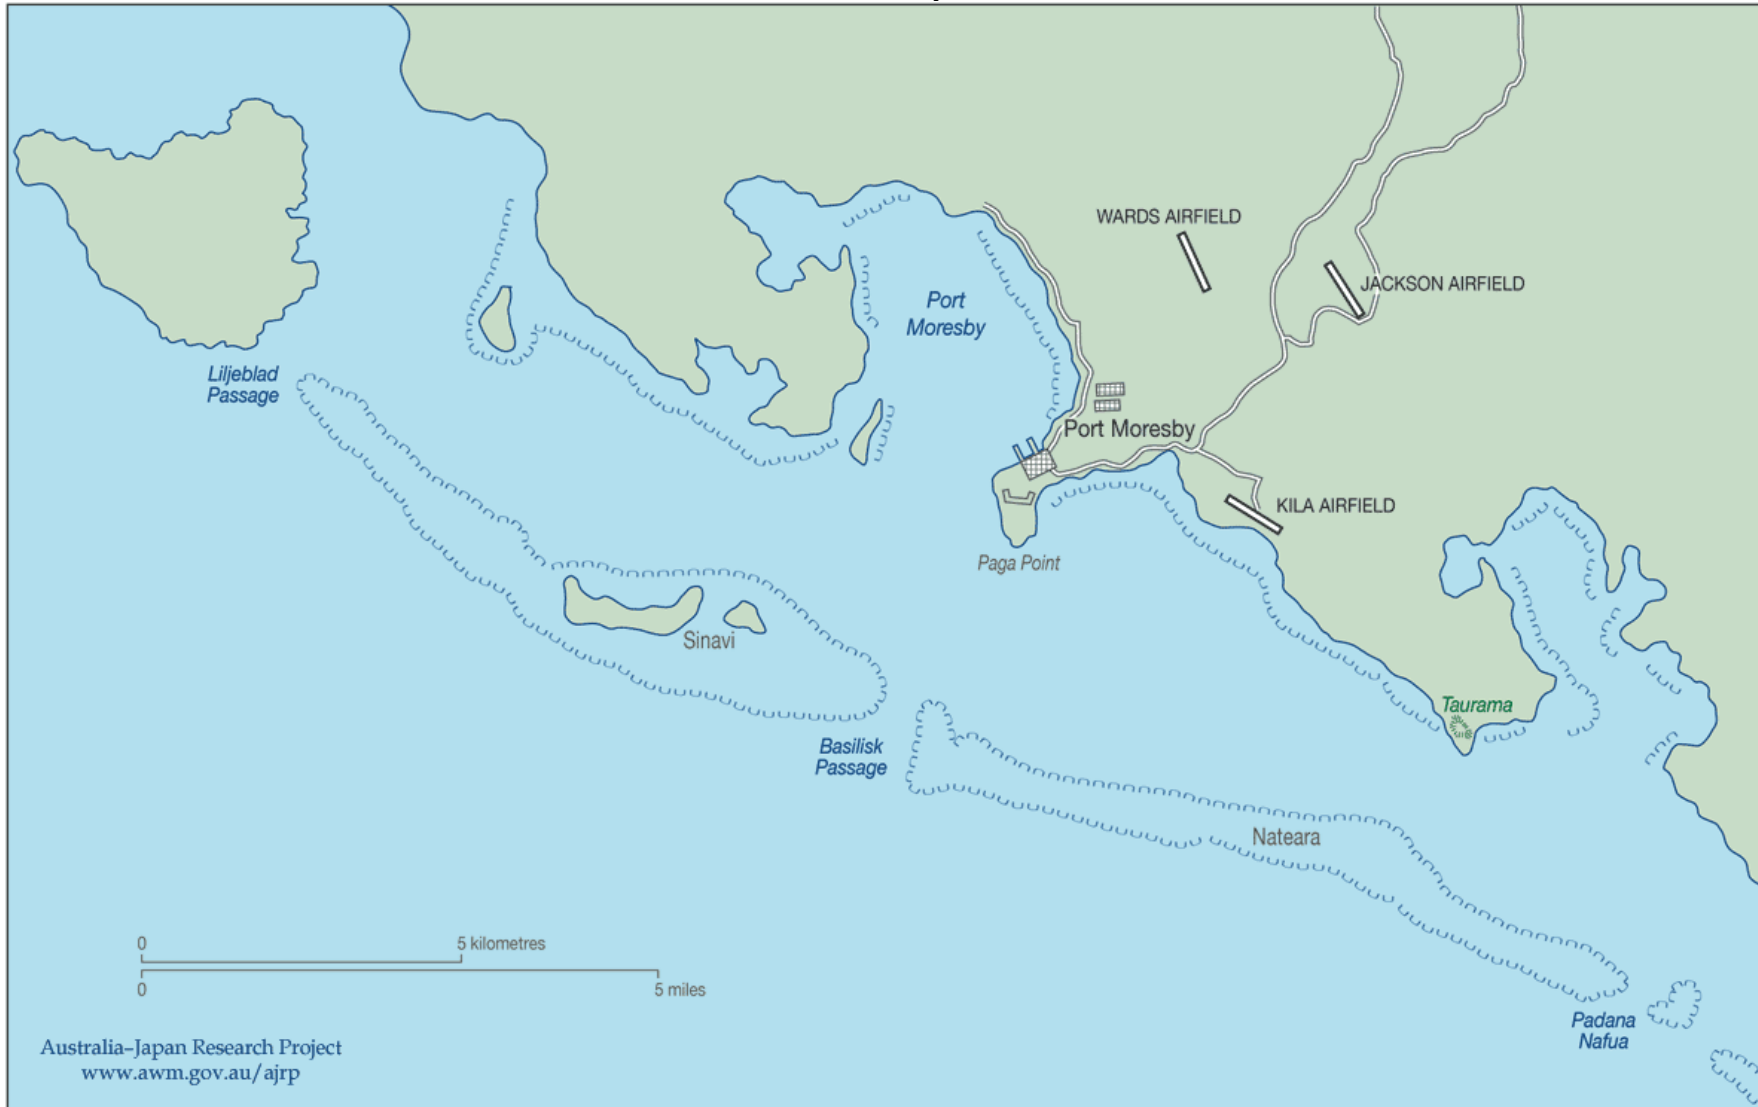 WARDS AIRFIELD
JACKSON AIRFIELD
Port
Moresby
Liljeblad
Passage
Port Moresby
KILA AIRFIELD
Paga Point
Sinavi
Taurama
Basilisk
Passage
Nateara
0
5 kilometres
0
5 miles
Padana
Nafua
Australia–Japan Research Project
www.awm.gov.au/ajrp